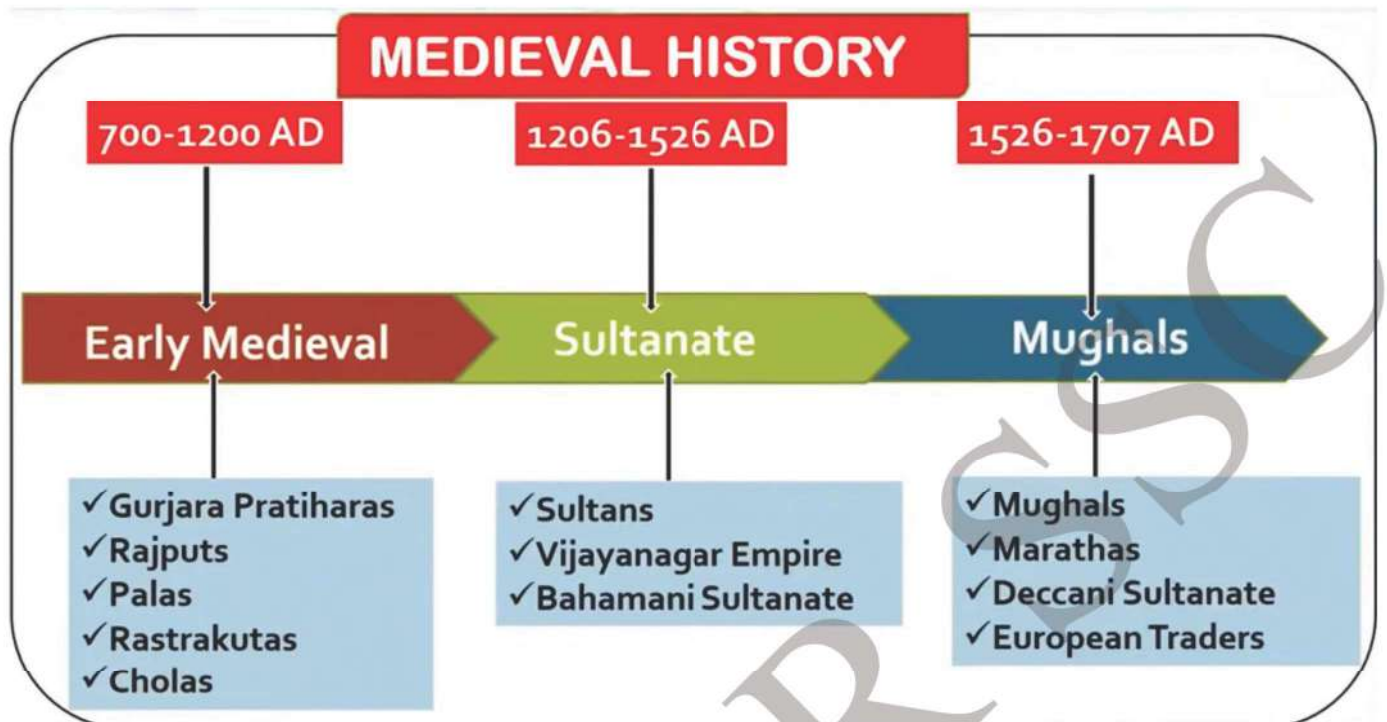 MEDIEVAL HISTORY
700-1200 AD
1206-1526 AD
1526-1707 AD
Early Medieval
Sultanate
Mughals
✓Gurjara Pratiharas
✓Rajputs
✓Palas
✓Rastrakutas
✓Cholas
✓Sultans
✓Vijayanagar Empire
✓Bahamani Sultanate
✓Mughals
✓Marathas
✓Deccani Sultanate
✓European Traders
R SSC